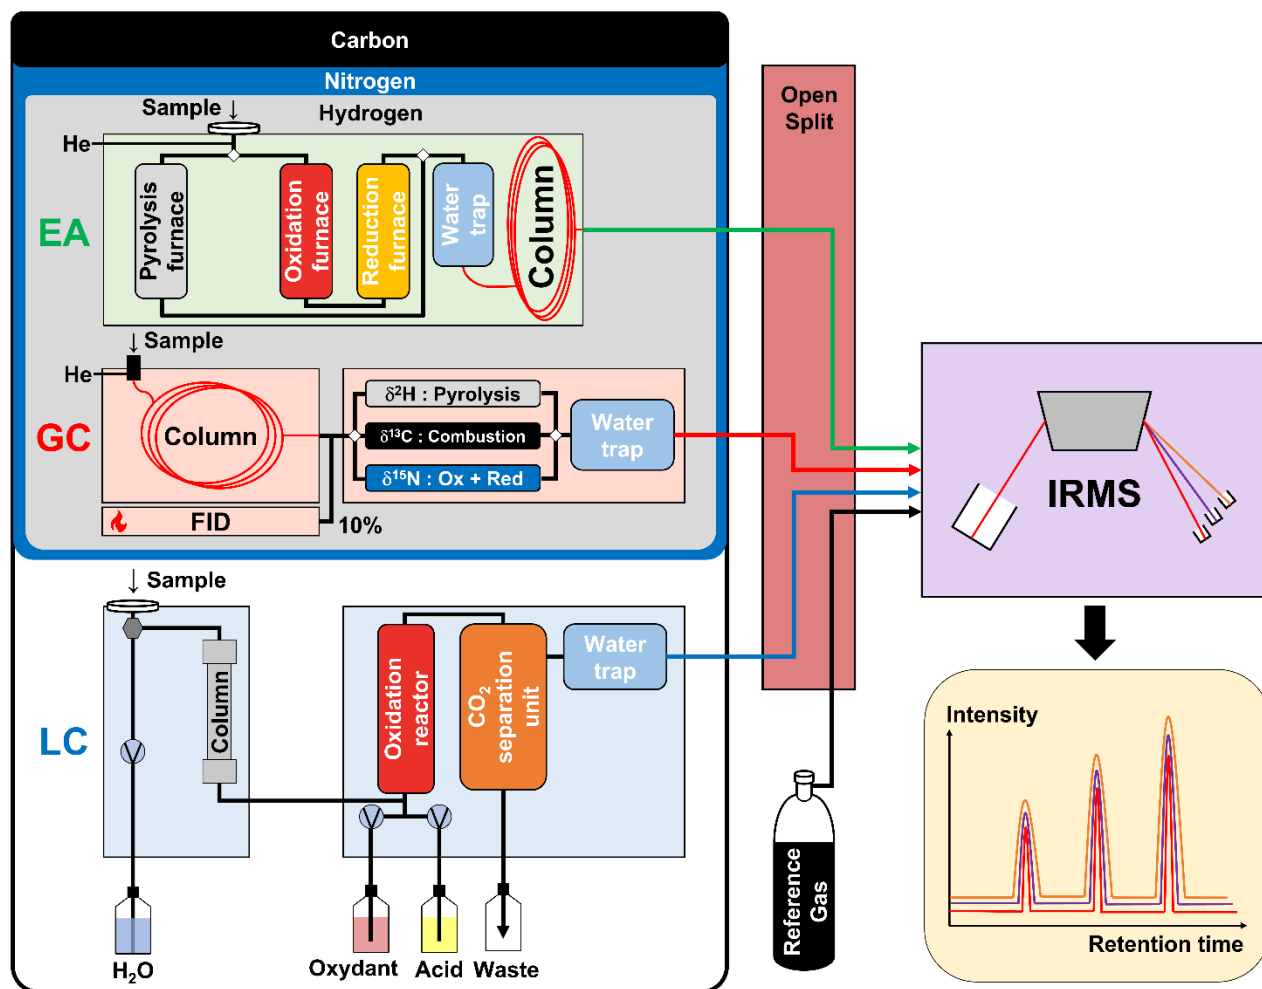 Carbon
Nitrogen
Hydrogen
Sample ↓
He
EA
Pyrolysis
furnace
Oxidation
furnace
Reduction
furnace
Water
trap
Column
↓ Sample
He
GC
Column
δ²H : Pyrolysis
δ¹³C : Combustion
δ¹⁵N : Ox + Red
Water
trap
FID
10%
↓ Sample
LC
Column
Oxidation
reactor
CO₂
separation
unit
Water
trap
V
V
V
H₂O
Oxydant
Acid
Waste
Open
Split
Reference
Gas
IRMS
Intensity
Retention time